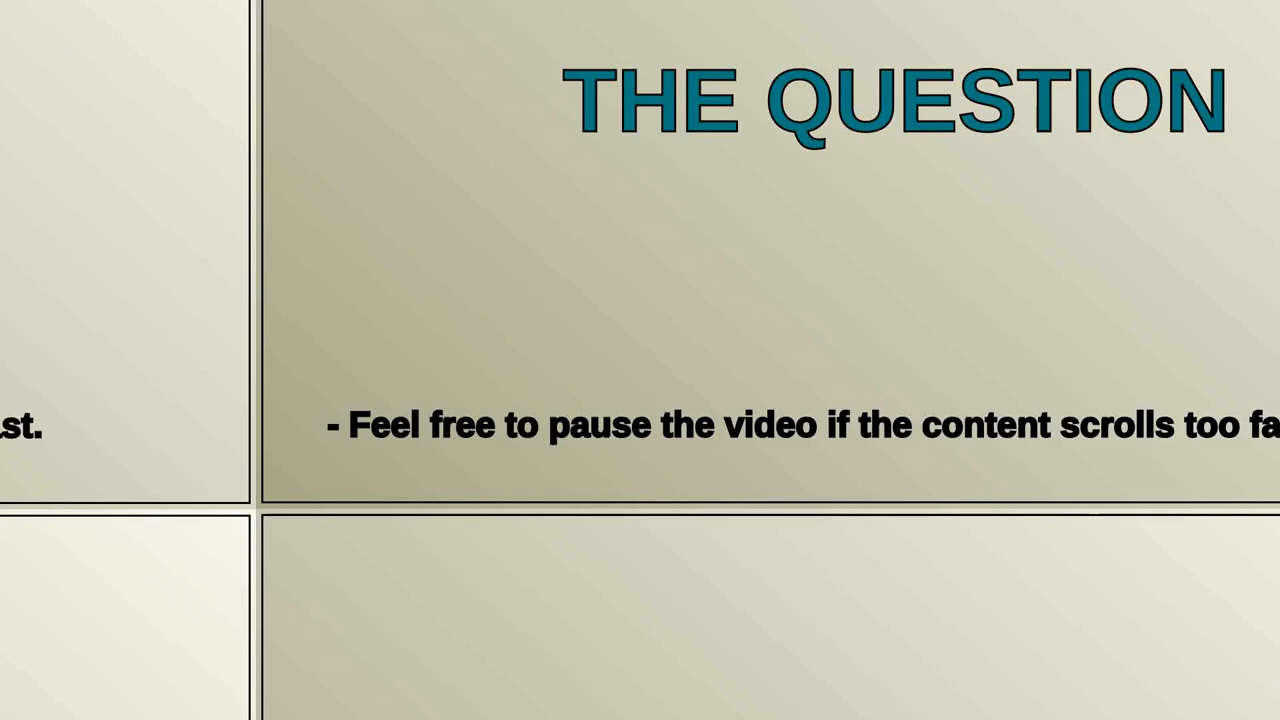 THE QUESTION
st.
- Feel free to pause the video if the content scrolls too fa